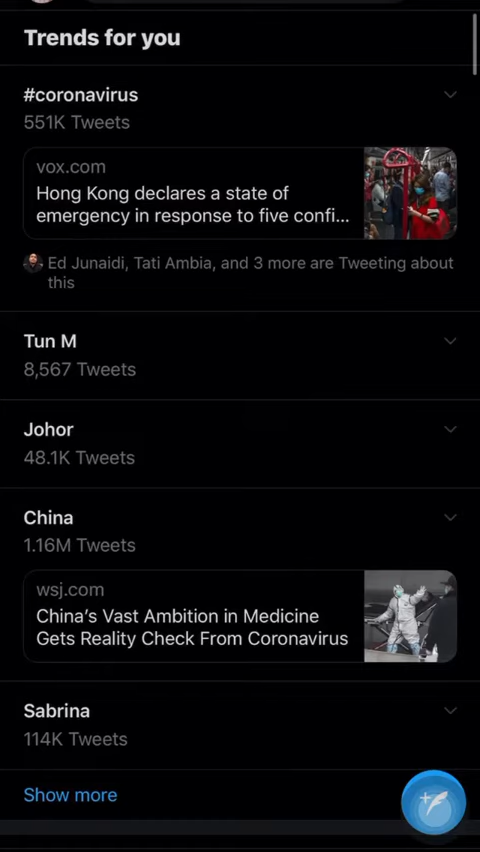 Trends for you
#coronavirus
551K Tweets
vox.com
Hong Kong declares a state of
emergency in response to five confi...
Ed Junaidi, Tati Ambia, and 3 more are Tweeting about
this
Tun M
8,567 Tweets
Johor
48.1K Tweets
China
1.16M Tweets
wsj.com
China’s Vast Ambition in Medicine
Gets Reality Check From Coronavirus
Sabrina
114K Tweets
Show more